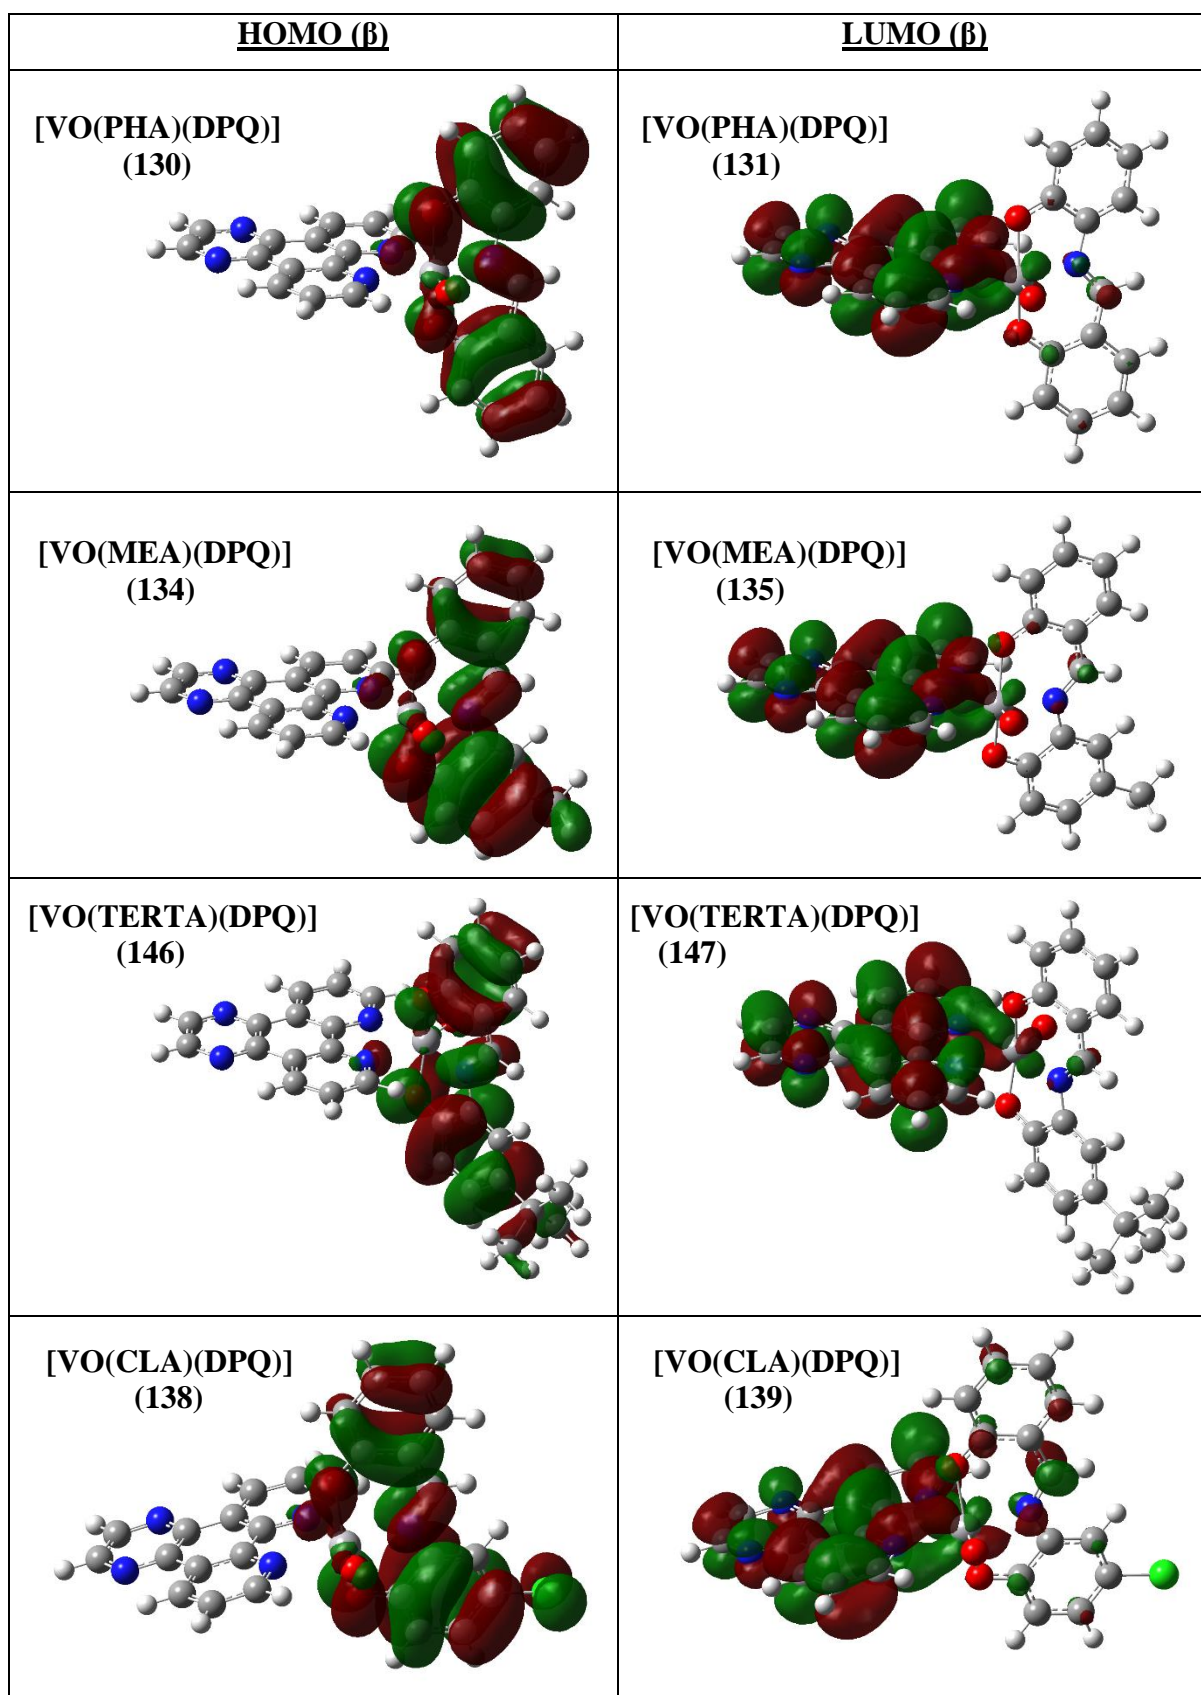 HOMO (β)
LUMO (β)
[VO(PHA)(DPQ)]
(130)
[VO(PHA)(DPQ)]
(131)
[VO(MEA)(DPQ)]
(134)
[VO(MEA)(DPQ)]
(135)
[VO(TERTA)(DPQ)]
(146)
[VO(TERTA)(DPQ)]
(147)
[VO(CLA)(DPQ)]
(138)
[VO(CLA)(DPQ)]
(139)